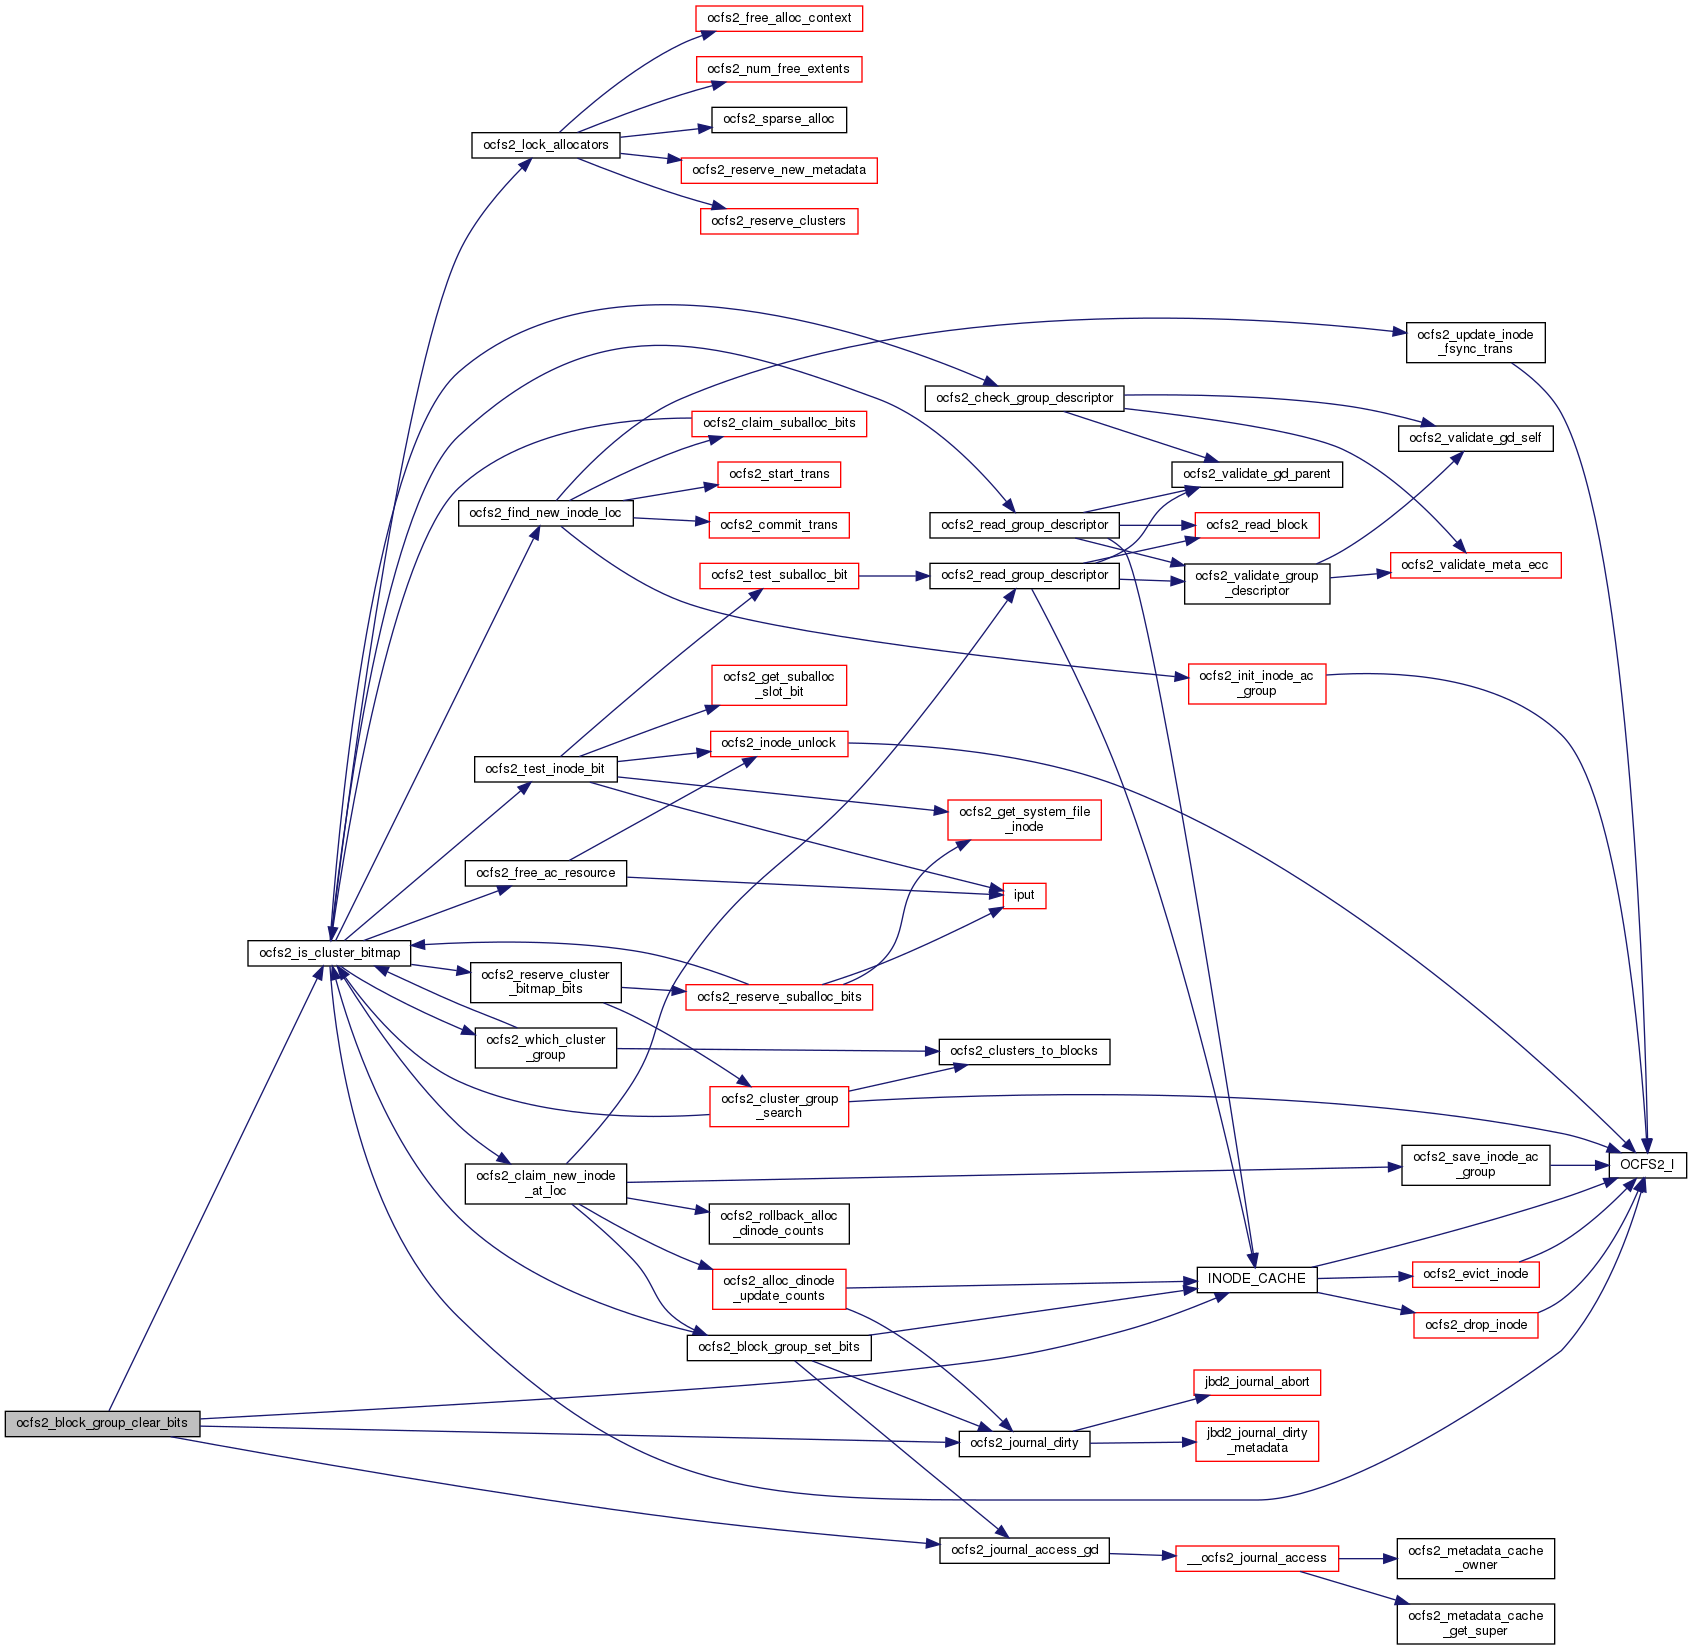 ocfs2_free_alloc_context
ocfs2_num_free_extents
ocfs2_sparse_alloc
ocfs2_lock_allocators
ocfs2_reserve_new_metadata
ocfs2_reserve_clusters
ocfs2_update_inode
_fsync_trans
ocfs2_check_group_descriptor
ocfs2_claim_suballoc_bits
ocfs2_validate_gd_self
ocfs2_start_trans
ocfs2_validate_gd_parent
ocfs2_find_new_inode_loc
ocfs2_commit_trans
ocfs2_read_group_descriptor
ocfs2_read_block
ocfs2_validate_meta_ecc
ocfs2_test_suballoc_bit
ocfs2_read_group_descriptor
ocfs2_validate_group
_descriptor
ocfs2_get_suballoc
_slot_bit
ocfs2_init_inode_ac
_group
ocfs2_inode_unlock
ocfs2_test_inode_bit
ocfs2_get_system_file
_inode
ocfs2_free_ac_resource
iput
ocfs2_is_cluster_bitmap
ocfs2_reserve_cluster
_bitmap_bits
ocfs2_reserve_suballoc_bits
ocfs2_which_cluster
_group
ocfs2_clusters_to_blocks
ocfs2_cluster_group
_search
ocfs2_claim_new_inode
_at_loc
ocfs2_save_inode_ac
_group
OCFS2_I
ocfs2_rollback_alloc
_dinode_counts
ocfs2_alloc_dinode
_update_counts
INODE_CACHE
ocfs2_evict_inode
ocfs2_drop_inode
ocfs2_block_group_set_bits
jbd2_journal_abort
ocfs2_block_group_clear_bits
ocfs2_journal_dirty
jbd2_journal_dirty
_metadata
ocfs2_journal_access_gd
__ocfs2_journal_access
ocfs2_metadata_cache
_owner
ocfs2_metadata_cache
_get_super